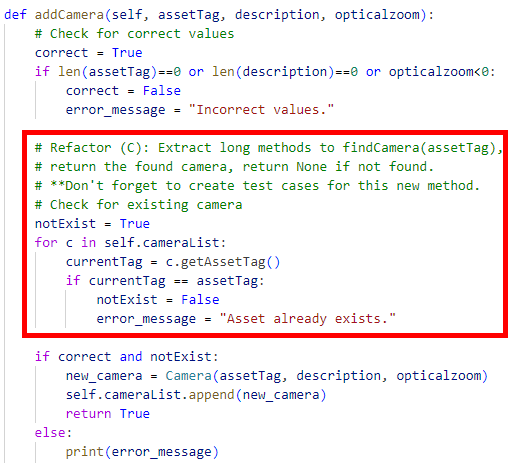 def addCamera(self, assetTag, description, opticalzoom):
    # Check for correct values
    correct = True
    if len(assetTag)==0 or len(description)==0 or opticalzoom<0:
        correct = False
        error_message = "Incorrect values."
    # Refactor (C): Extract long methods to findCamera(assetTag),
    # return the found camera, return None if not found.
    # **Don't forget to create test cases for this new method.
    # Check for existing camera
    notExist = True
    for c in self.cameraList:
        currentTag = c.getAssetTag()
        if currentTag == assetTag:
            notExist = False
            error_message = "Asset already exists."
    if correct and notExist:
        new_camera = Camera(assetTag, description, opticalzoom)
        self.cameraList.append(new_camera)
        return True
    else:
        print(error_message)